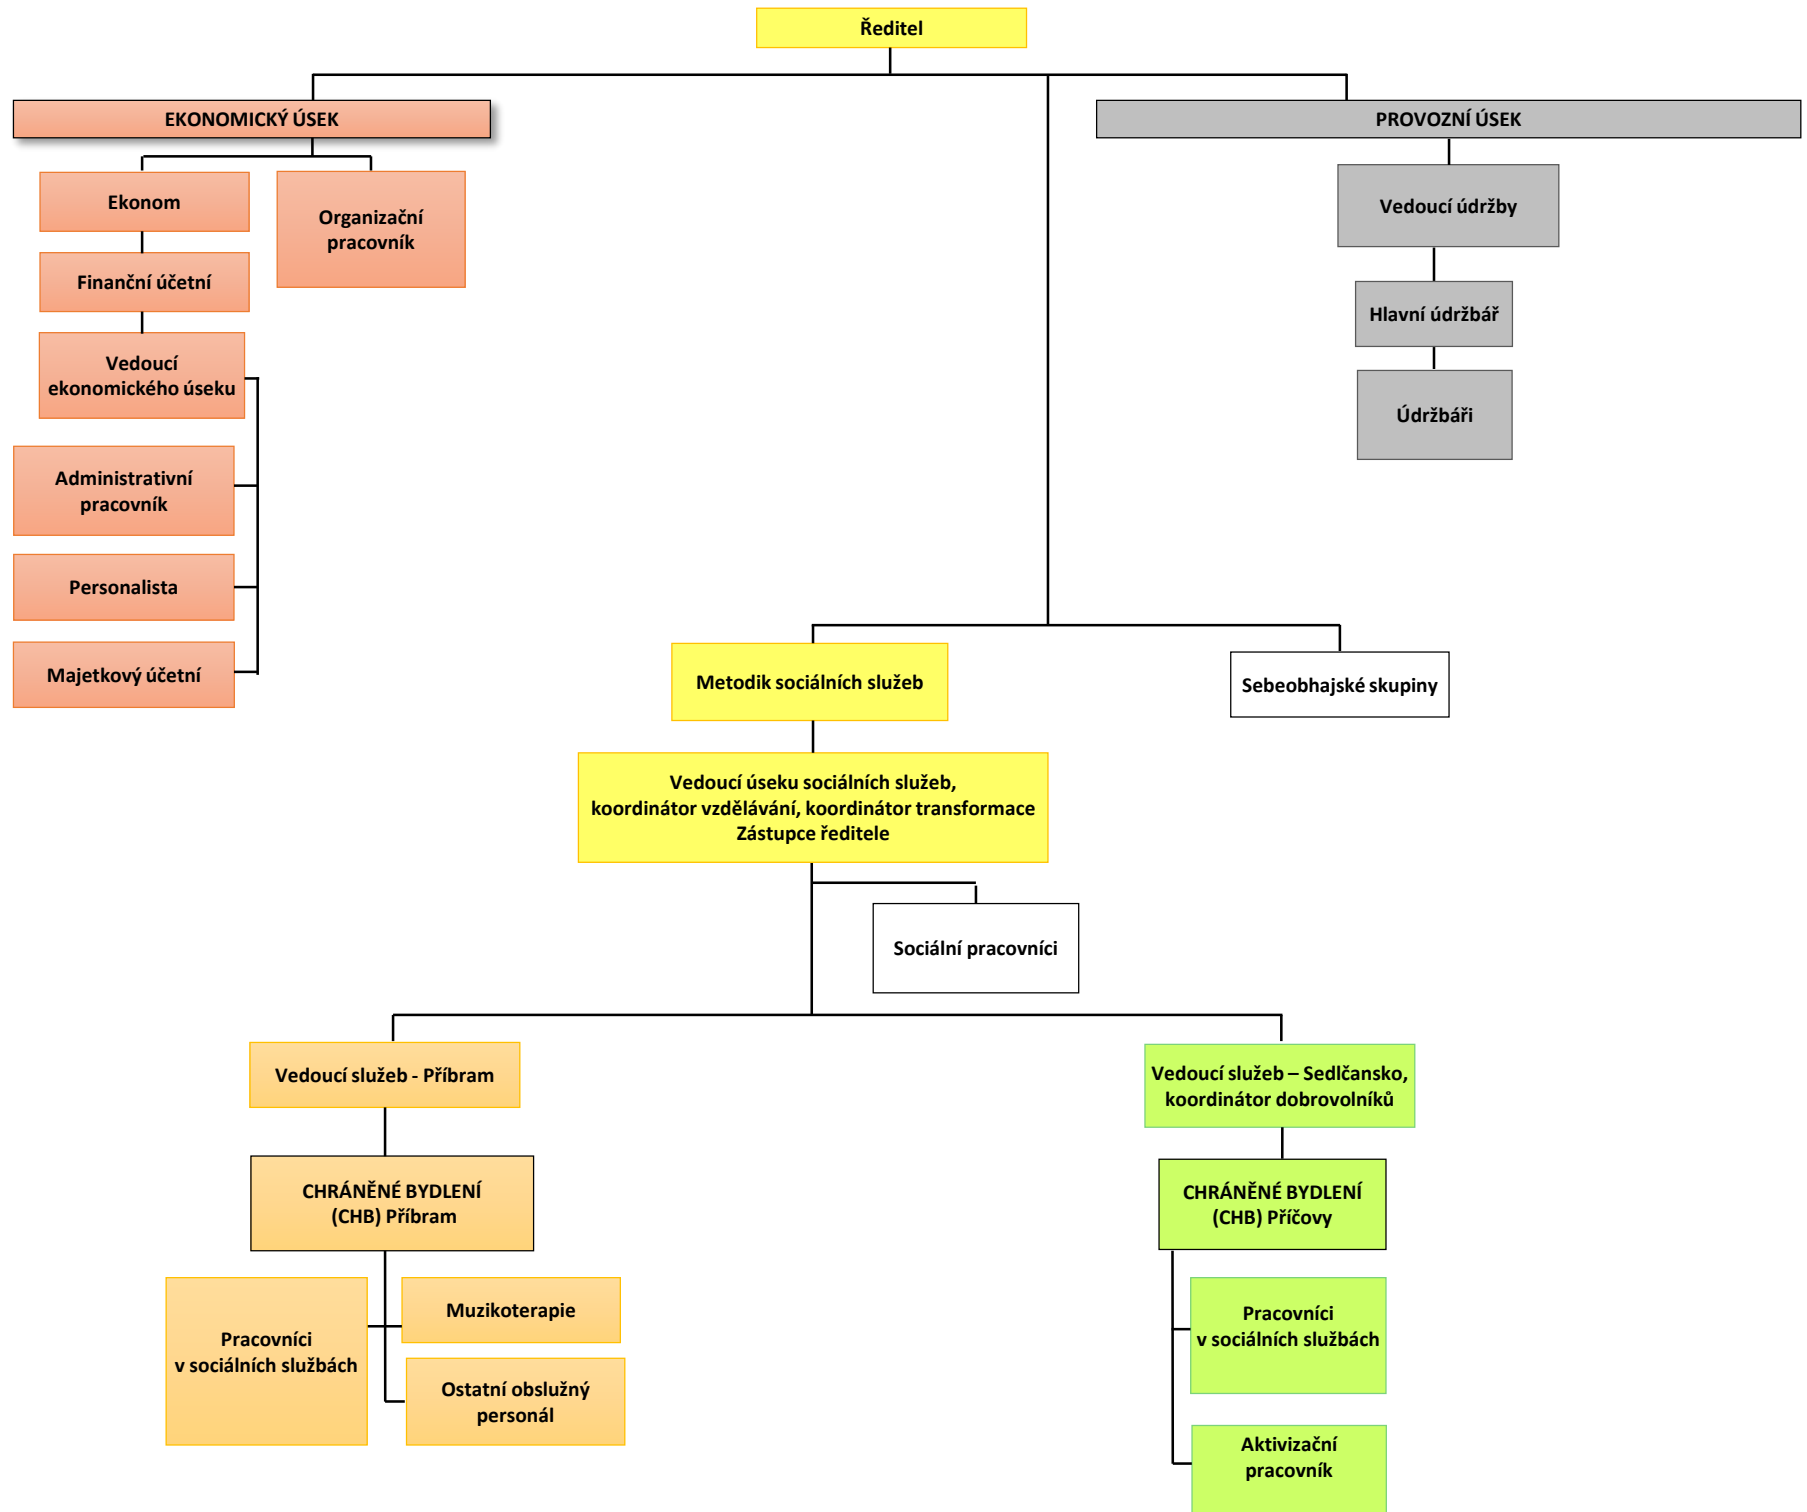 Ředitel
EKONOMICKÝ ÚSEK
PROVOZNÍ ÚSEK
Ekonom
Organizační
pracovník
Finanční účetní
Vedoucí
ekonomického úseku
Administrativní
pracovník
Personalista
Majetkový účetní
Vedoucí údržby
Hlavní údržbář
Údržbáři
Metodik sociálních služeb
Sebeobhajské skupiny
Vedoucí úseku sociálních služeb,
koordinátor vzdělávání, koordinátor transformace
Zástupce ředitele
Sociální pracovníci
Vedoucí služeb - Příbram
CHRÁNĚNÉ BYDLENÍ
(CHB) Příbram
Pracovníci
v sociálních službách
Muzikoterapie
Ostatní obslužný
personál
Vedoucí služeb – Sedlčansko,
koordinátor dobrovolníků
CHRÁNĚNÉ BYDLENÍ
(CHB) Příčovy
Pracovníci
v sociálních službách
Aktivizační
pracovník